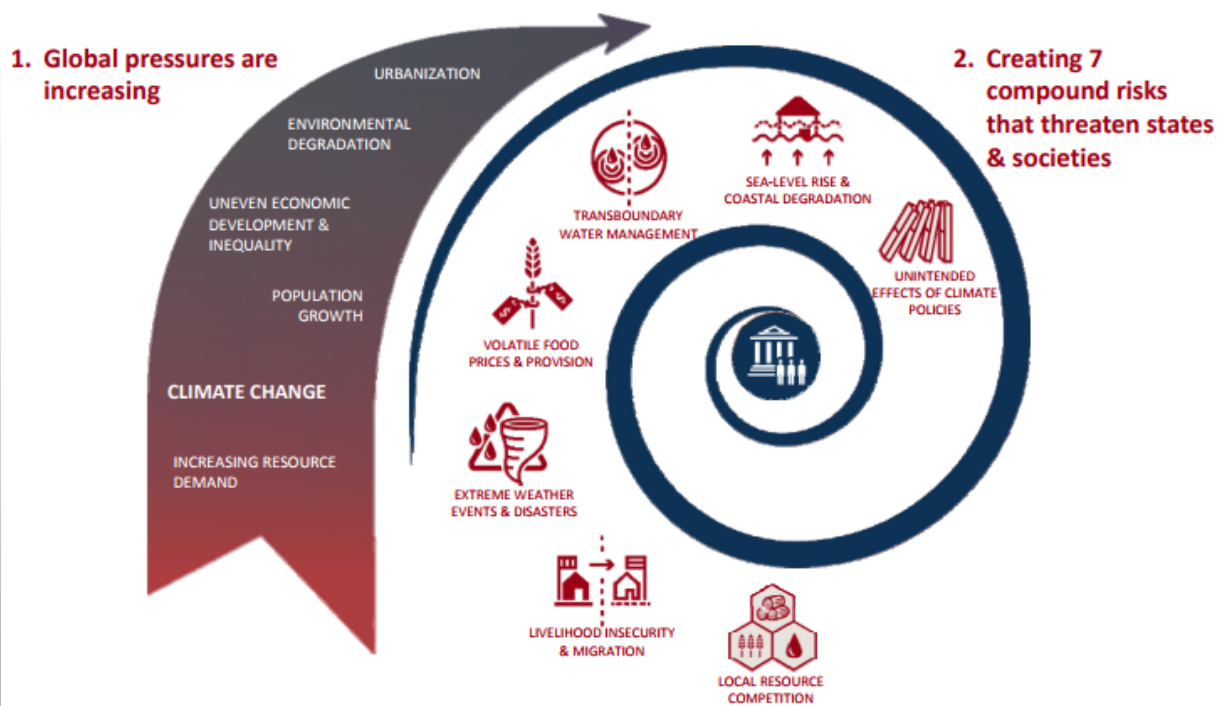 1. Global pressures are
increasing
URBANIZATION
ENVIRONMENTAL
DEGRADATION
UNEVEN ECONOMIC
DEVELOPMENT &
INEQUALITY
POPULATION
GROWTH
CLIMATE CHANGE
INCREASING RESOURCE
DEMAND
2. Creating 7
compound risks
that threaten states
& societies
SEA-LEVEL RISE &
COASTAL DEGRADATION
TRANSBOUNDARY
WATER MANAGEMENT
UNINTENDED
EFFECTS OF CLIMATE
POLICIES
$
$
VOLATILE FOOD
PRICES & PROVISION
EXTREME WEATHER
EVENTS & DISASTERS
LIVELIHOOD INSECURITY
& MIGRATION
LOCAL RESOURCE
COMPETITION